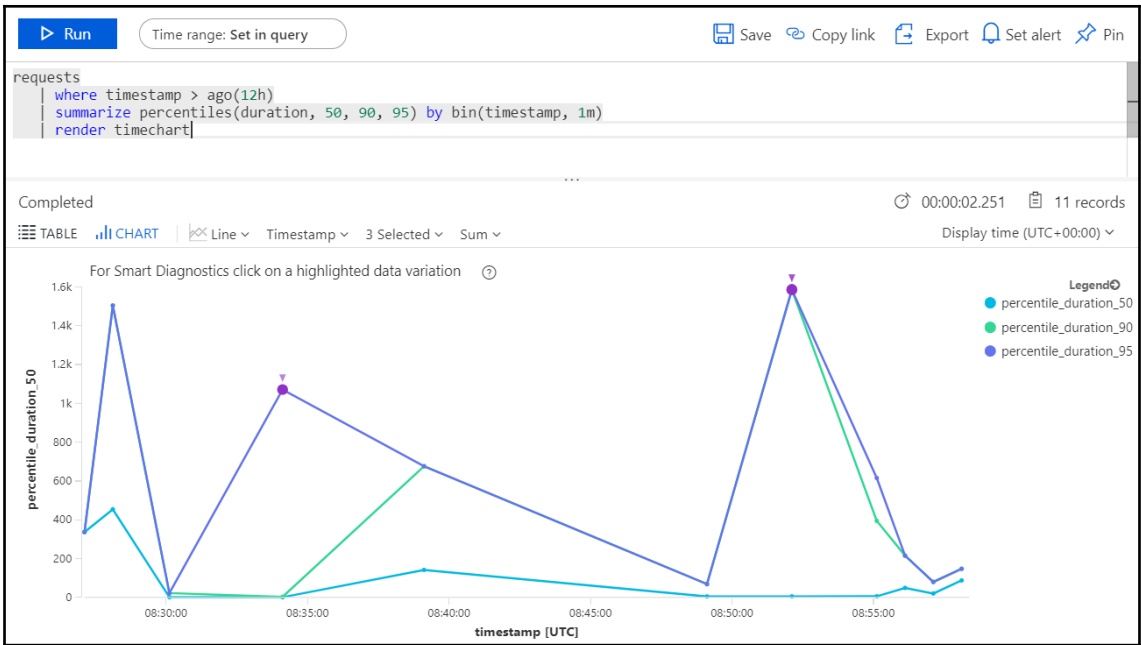 Run
Time range: Set in query
Save Copy link Export Set alert Pin
requests
| where timestamp > ago(12h)
| summarize percentiles(duration, 50, 90, 95) by bin(timestamp, 1m)
| render timechart
...
Completed
00:00:02.251 11 records
TABLE CHART Line Timestamp 3 Selected Sum
Display time (UTC+00:00)
For Smart Diagnostics click on a highlighted data variation ?
Legend
percentile_duration_50
percentile_duration_90
percentile_duration_95
percentile_duration_50
1.6k
1.4k
1.2k
1k
800
600
400
200
0
08:30:00 08:35:00 08:40:00 08:45:00 08:50:00 08:55:00
timestamp [UTC]